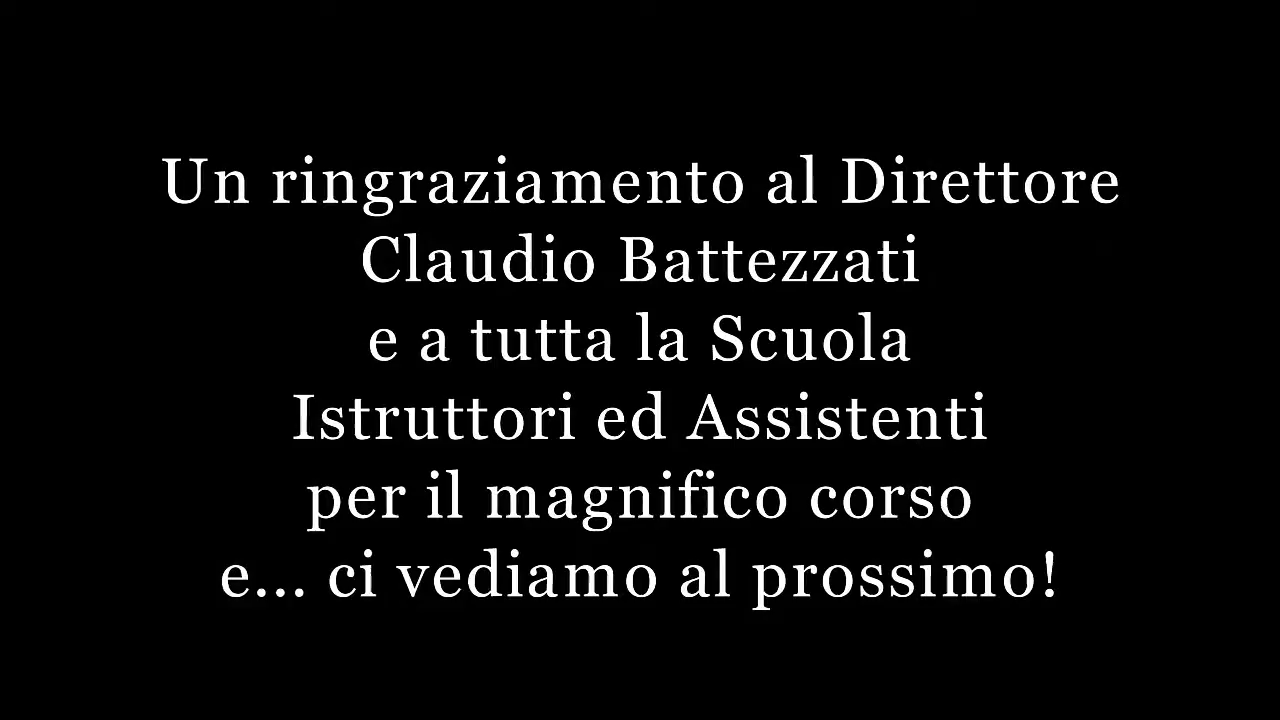 Un ringraziamento al Direttore
Claudio Battezzati
e a tutta la Scuola
Istruttori ed Assistenti
per il magnifico corso
e... ci vediamo al prossimo!